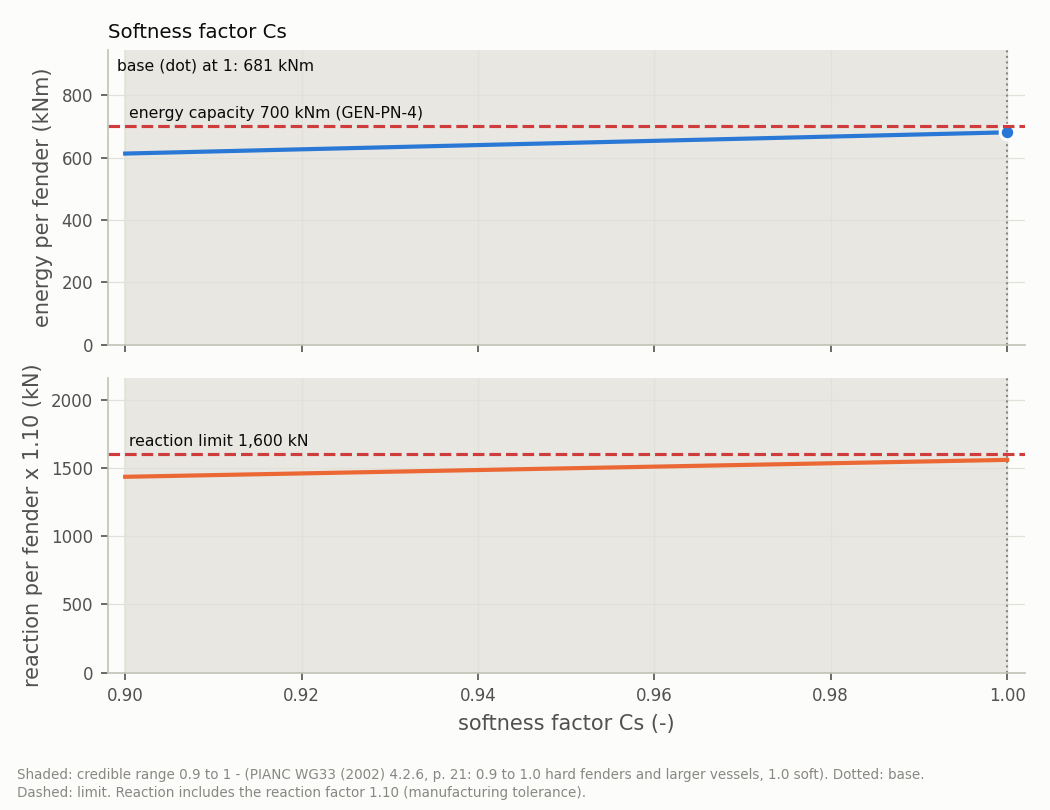 Softness factor Cs
base (dot) at 1: 681 kNm
energy capacity 700 kNm (GEN-PN-4)
energy per fender (kNm)
800
600
400
200
0
reaction limit 1,600 kN
reaction per fender x 1.10 (kN)
2000
1500
1000
500
0
0.90 0.92 0.94 0.96 0.98 1.00
softness factor Cs (-)
Shaded: credible range 0.9 to 1 - (PIANC WG33 (2002) 4.2.6, p. 21: 0.9 to 1.0 hard fenders and larger vessels, 1.0 soft). Dotted: base.
Dashed: limit. Reaction includes the reaction factor 1.10 (manufacturing tolerance).